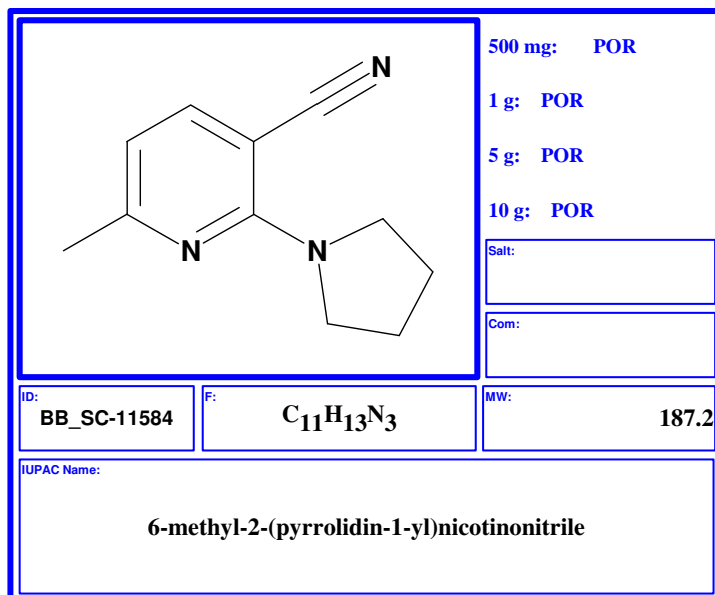 N
N
N
500 mg: POR
1 g: POR
5 g: POR
10 g: POR
Salt:
Com:
ID:
BB_SC-11584
F:
C11H13N3
MW:
187.2
IUPAC Name:
6-methyl-2-(pyrrolidin-1-yl)nicotinonitrile